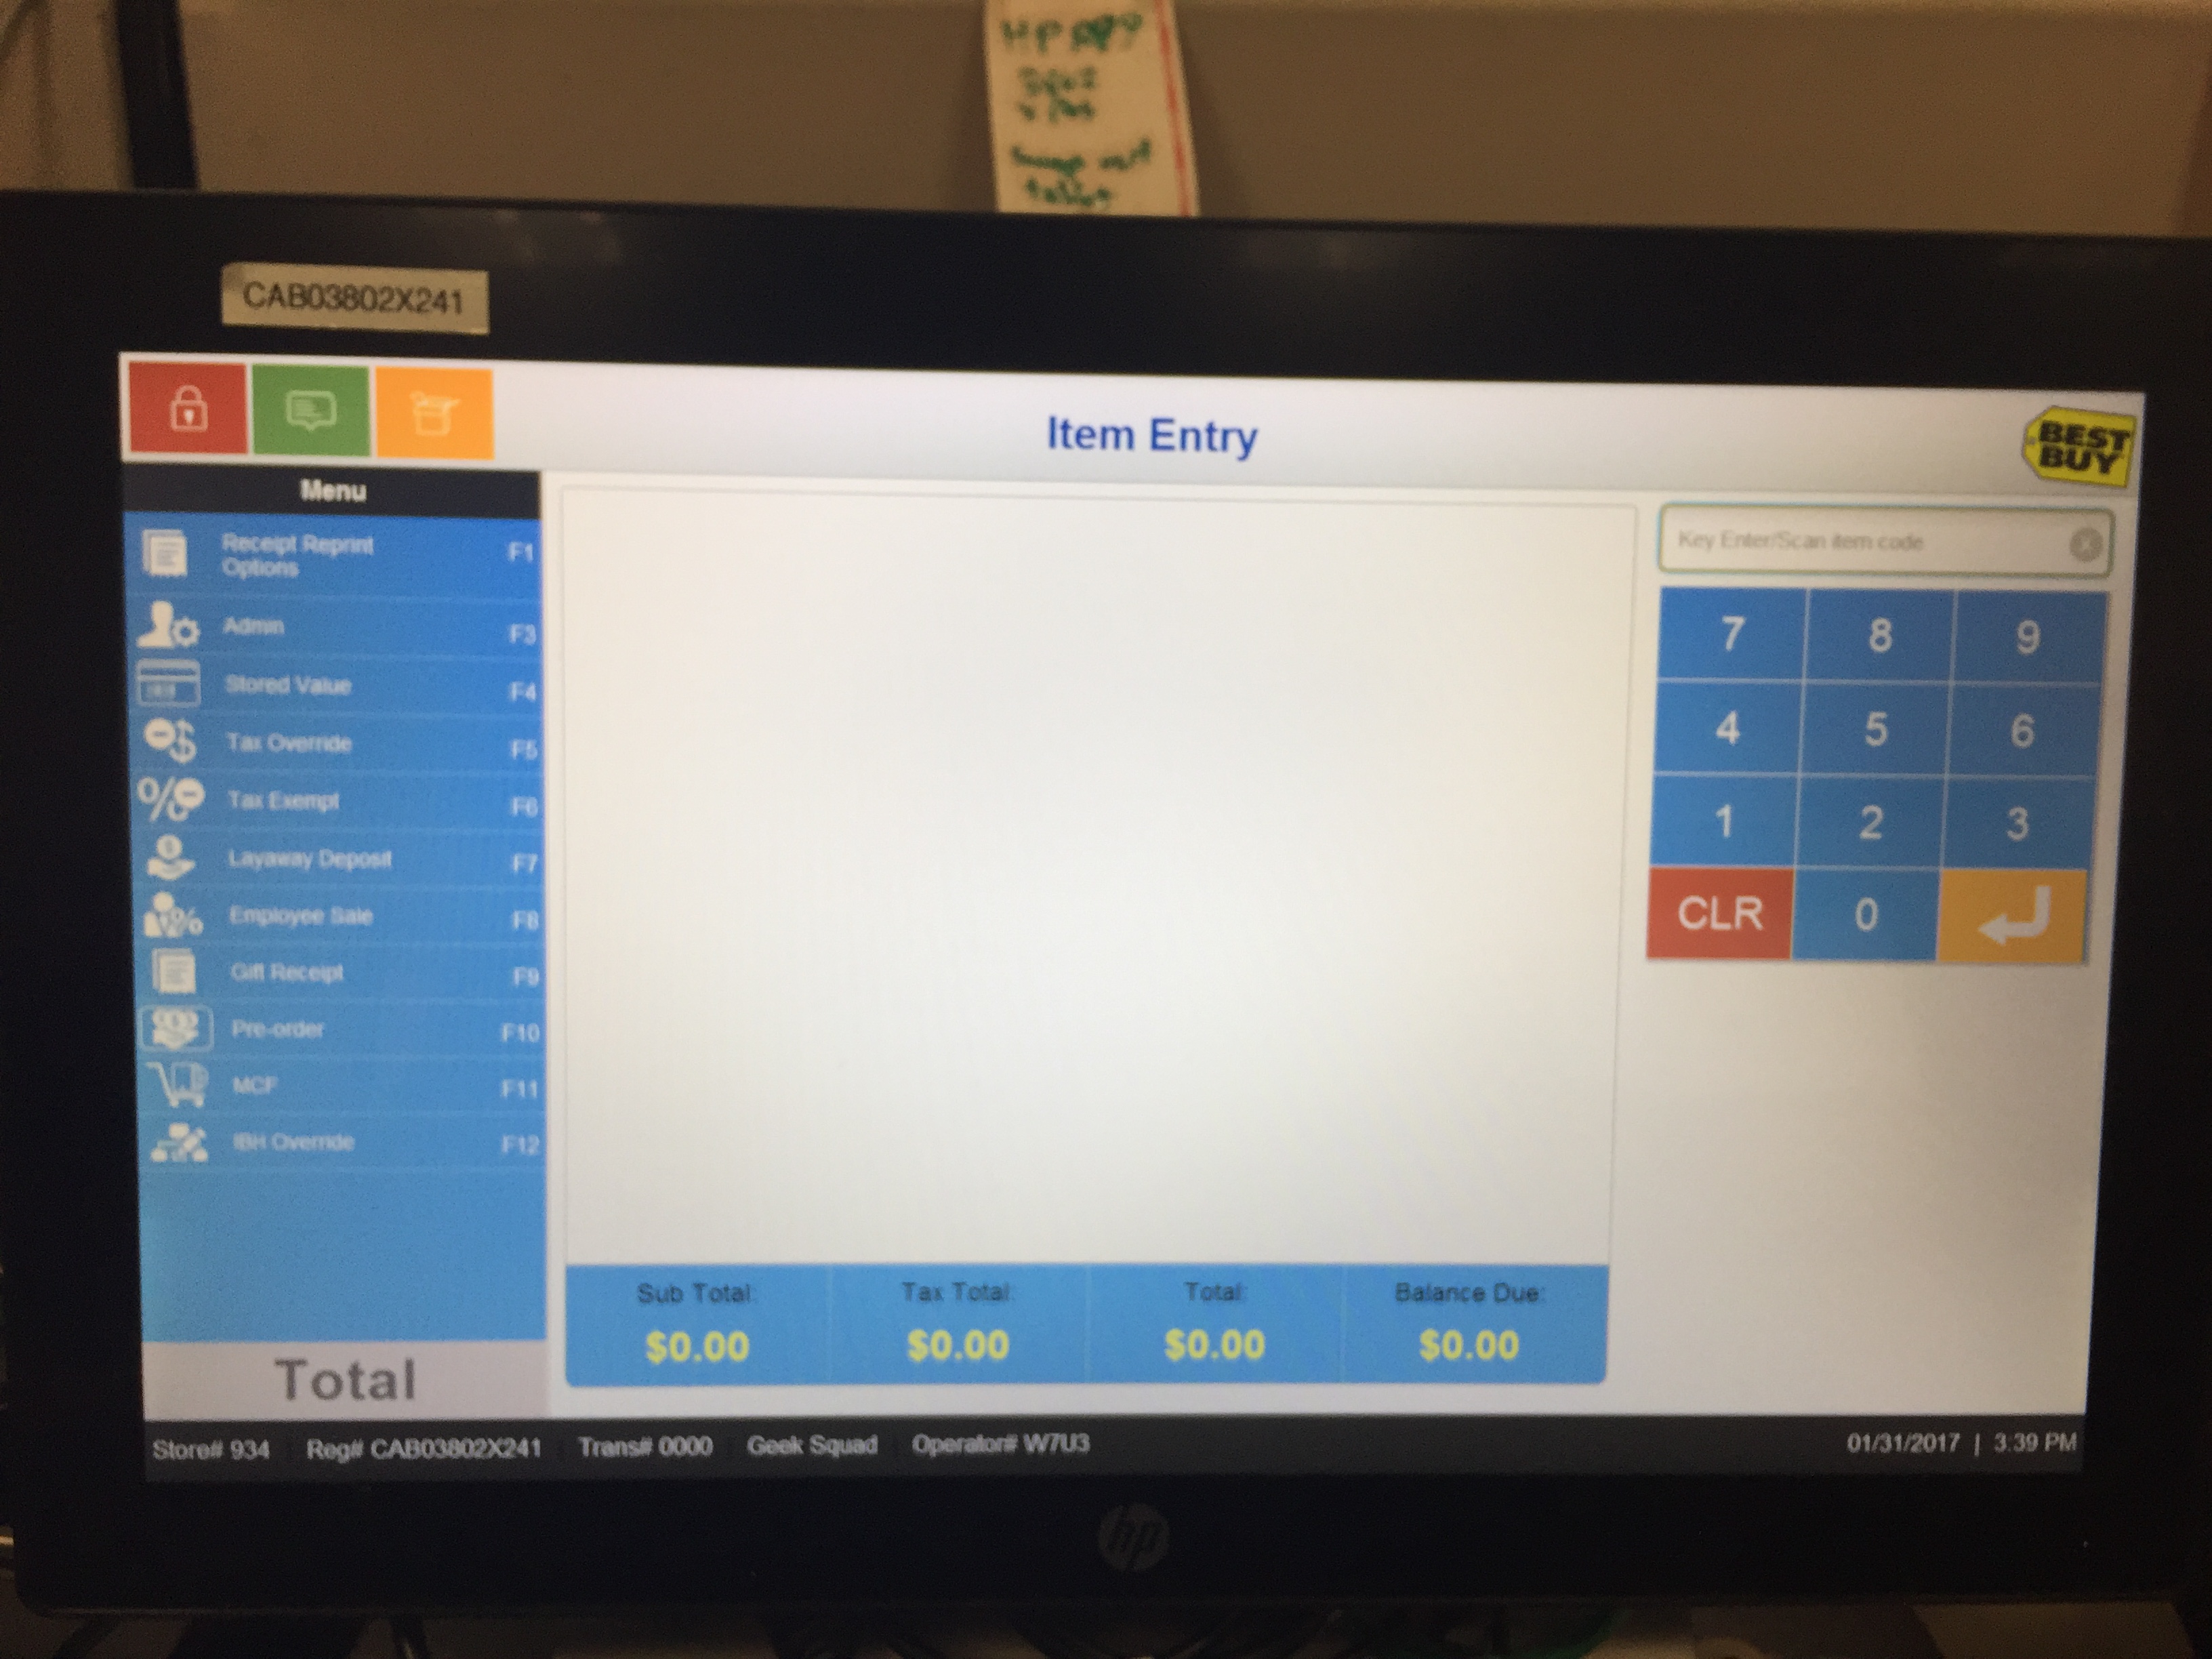 HP
CAB03802X241
Item Entry
BEST
BUY
Menu
Receipt Reprint
Options
F1
Admin
F3
Stored Value
F4
Tax Override
F5
Tax Exempt
F6
Layaway Deposit
F7
Employee Sale
F8
Gift Receipt
F9
Pre-order
F10
MCF
F11
IBH Override
F12
Total
Key Enter/Scan item code
7 8 9
4 5 6
1 2 3
CLR 0
Sub Total: Tax Total: Total: Balance Due:
$0.00 $0.00 $0.00 $0.00
Store# 934 Reg# CAB03802X241 Trans# 0000 Geek Squad Operator# W7U3 01/31/2017 | 3:39 PM
hp